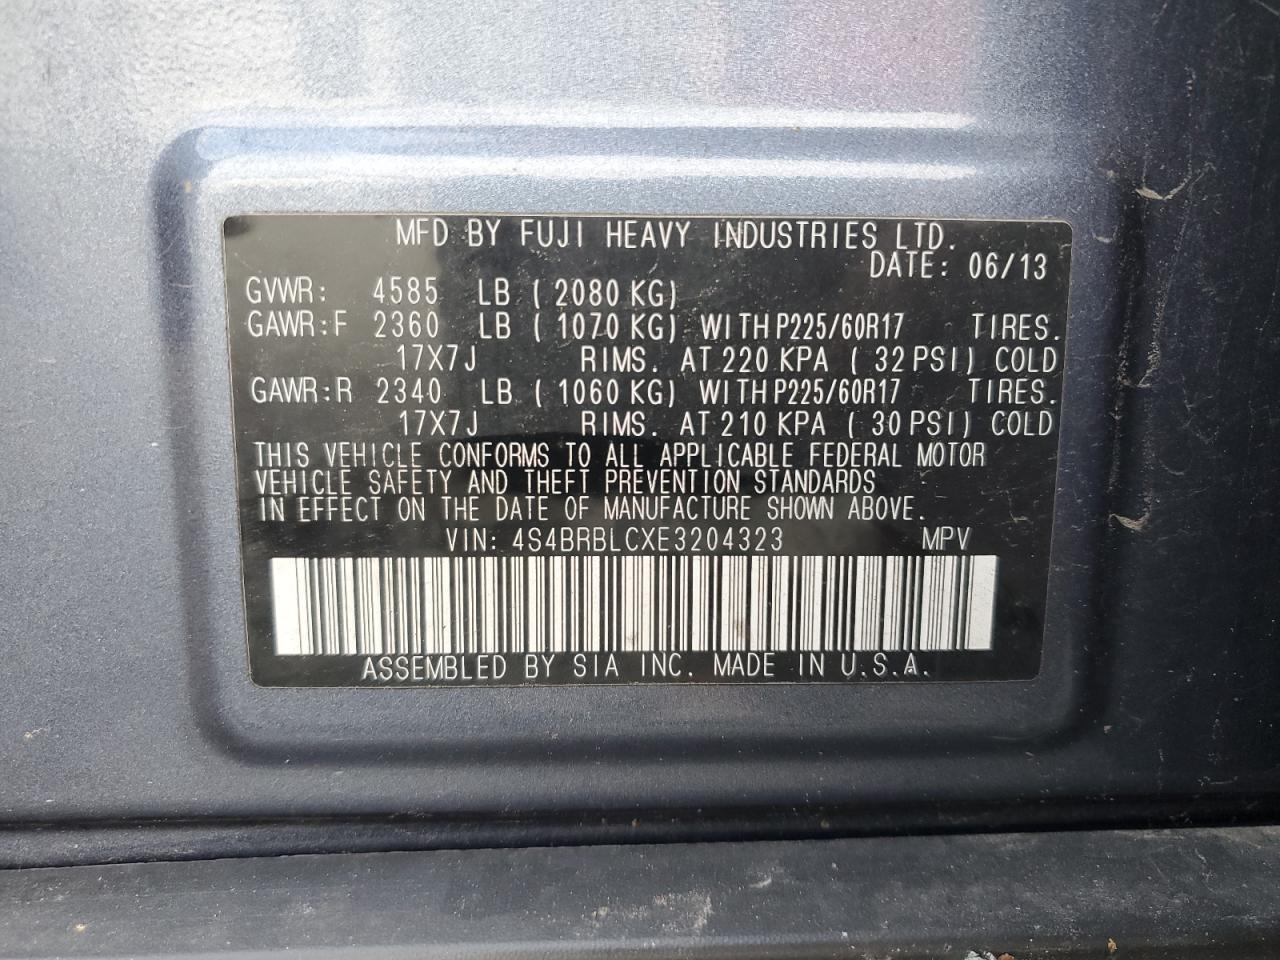 MFD BY FUJI HEAVY INDUSTRIES LTD.
DATE: 06/13
GVWR: 4585 LB ( 2080 KG)
GAWR:F 2360 LB ( 1070 KG) WITH P225/60R17 TIRES.
17X7J RIMS. AT 220 KPA ( 32 PSI) COLD
GAWR:R 2340 LB ( 1060 KG) WITH P225/60R17 TIRES.
17X7J RIMS. AT 210 KPA ( 30 PSI) COLD
THIS VEHICLE CONFORMS TO ALL APPLICABLE FEDERAL MOTOR
VEHICLE SAFETY AND THEFT PREVENTION STANDARDS
IN EFFECT ON THE DATE OF MANUFACTURE SHOWN ABOVE.
VIN: 4S4BRBLCXE3204323 MPV
ASSEMBLED BY SIA INC. MADE IN U.S.A.